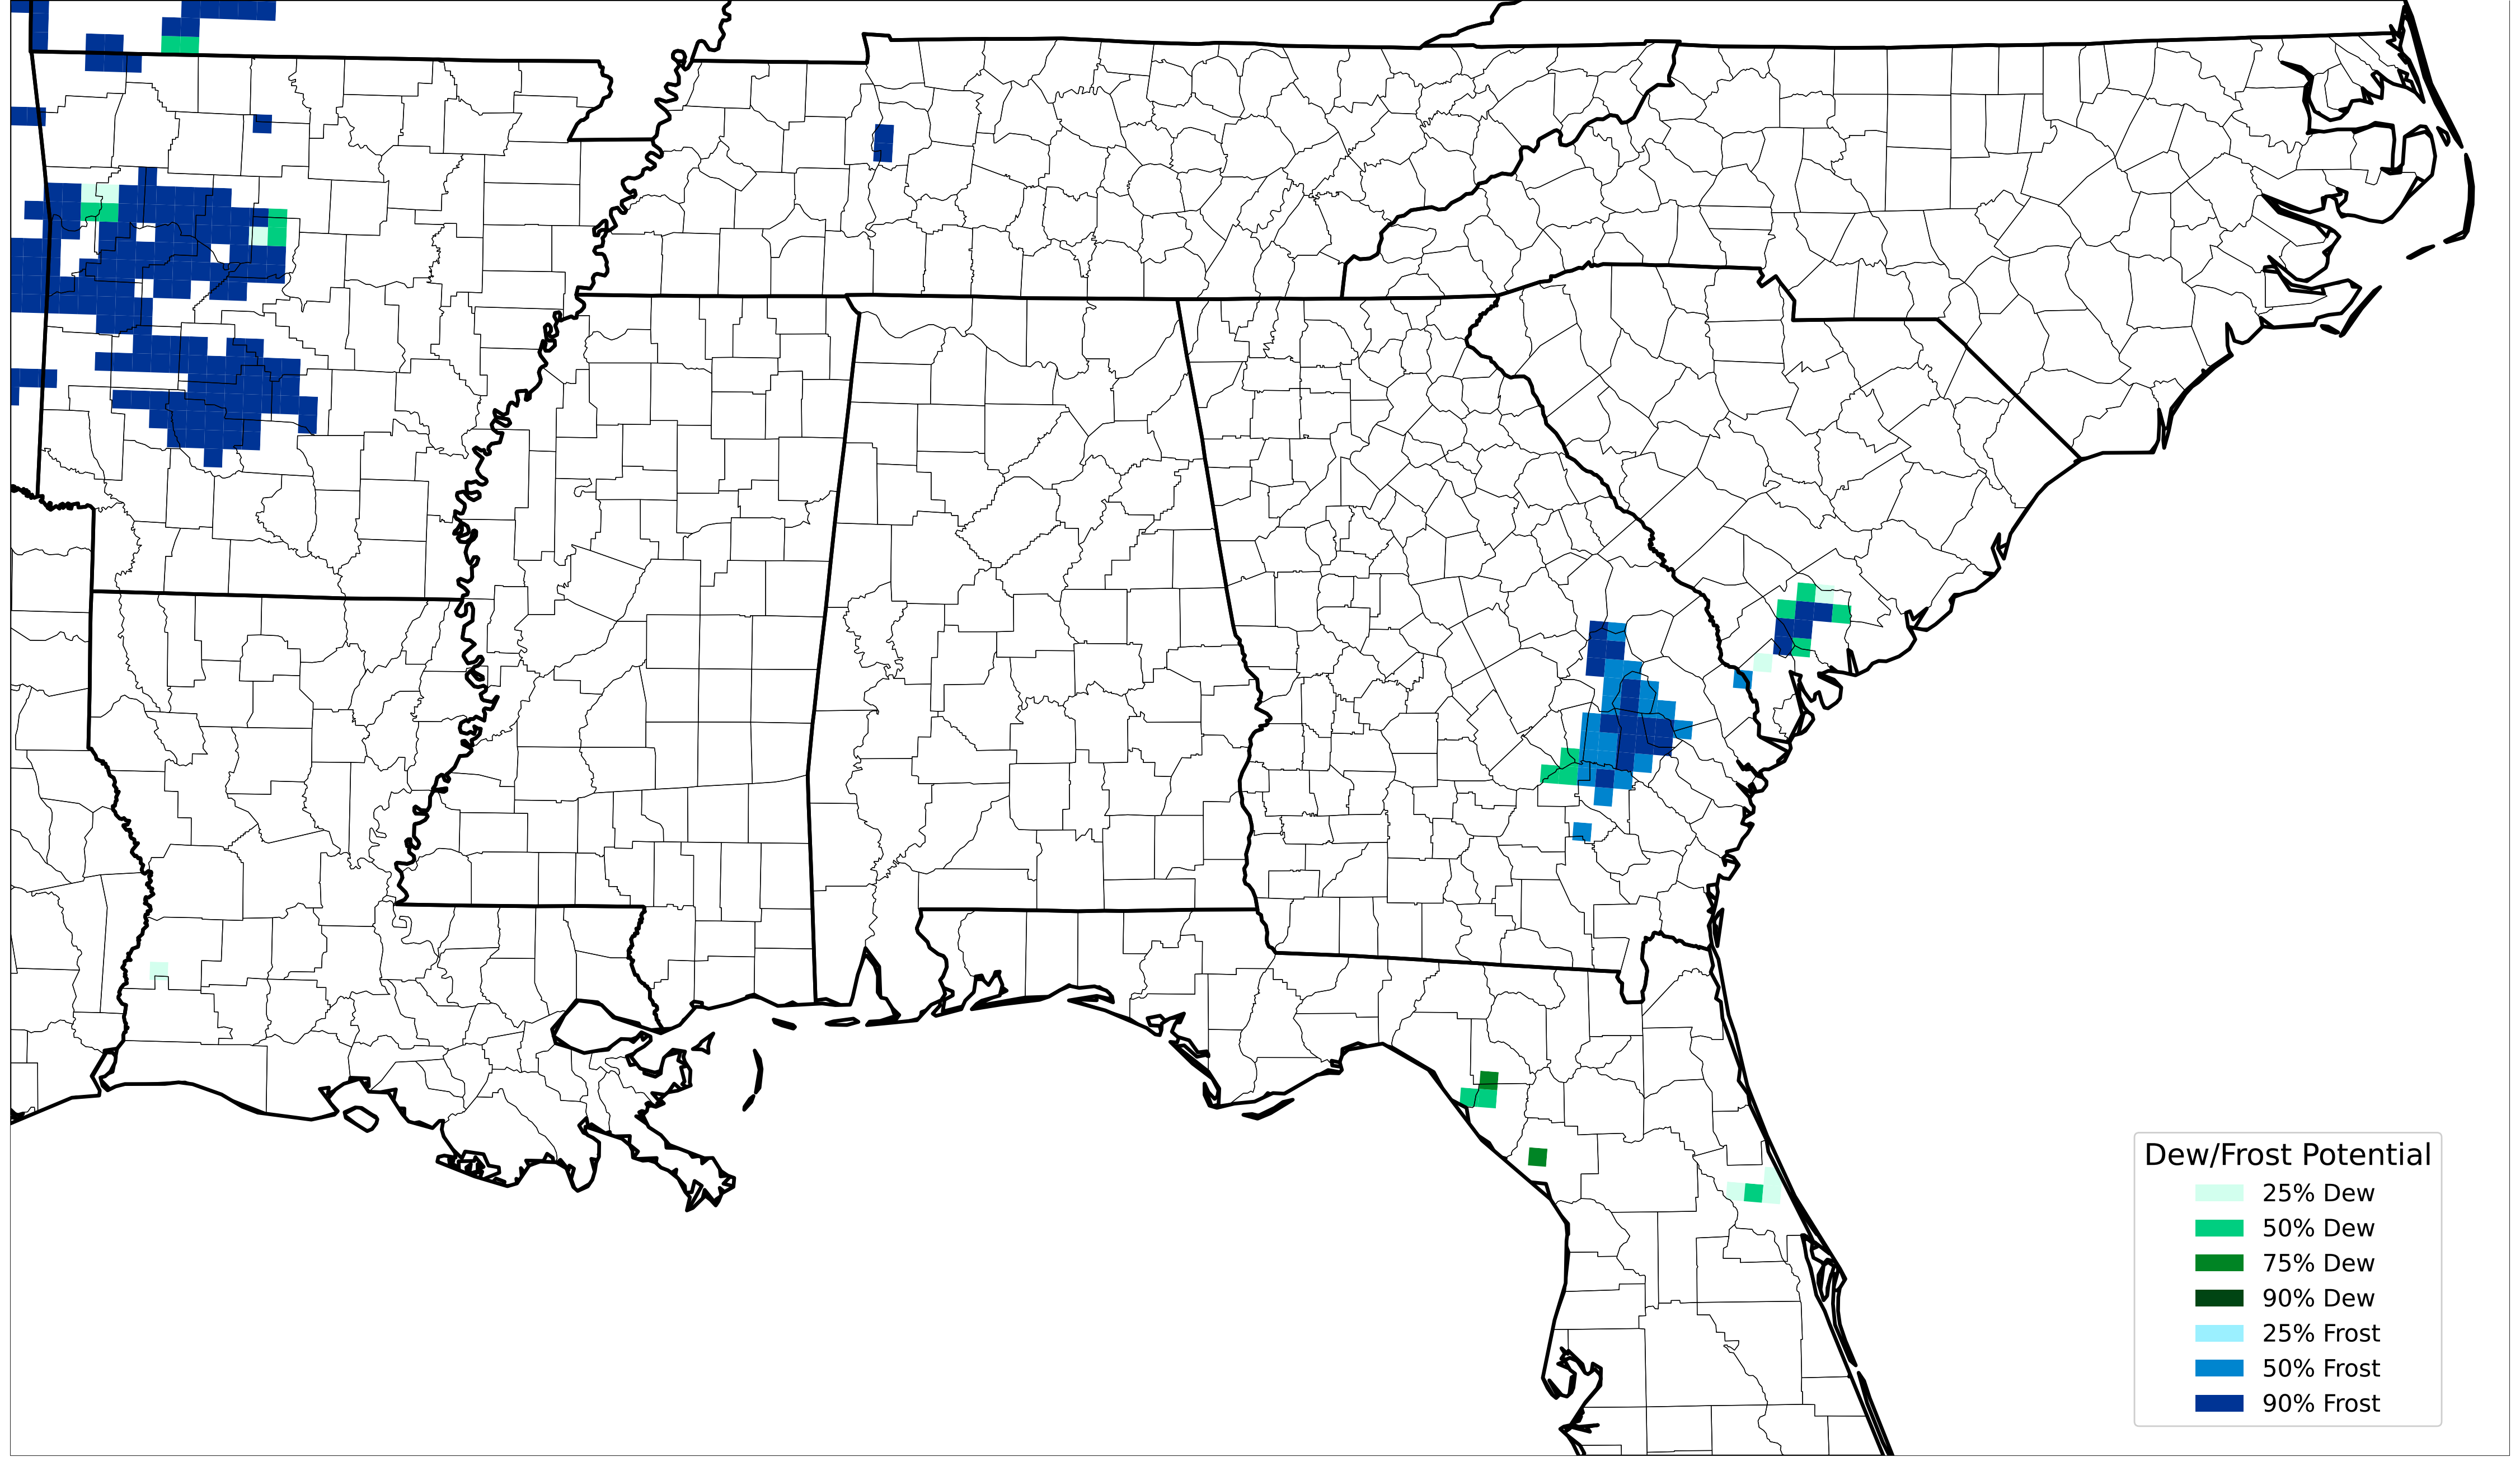 Dew/Frost Potential
25% Dew
50% Dew
75% Dew
90% Dew
25% Frost
50% Frost
90% Frost